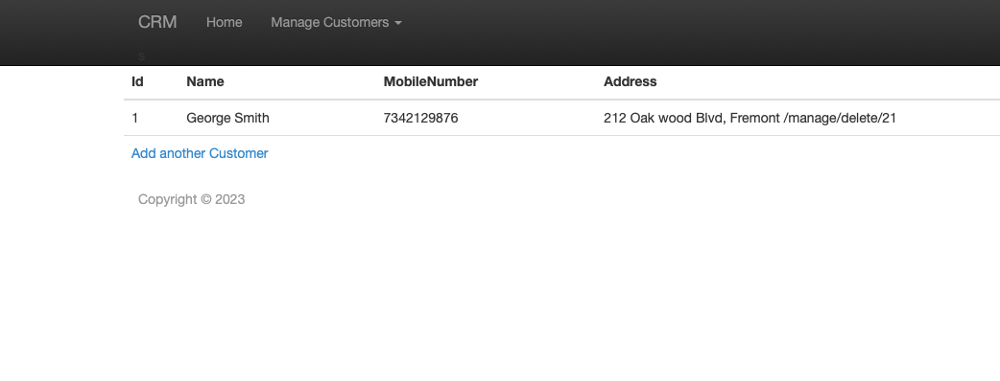 CRM Home Manage Customers
s
Id Name MobileNumber Address
1 George Smith 7342129876 212 Oak wood Blvd, Fremont /manage/delete/21
Add another Customer
Copyright © 2023